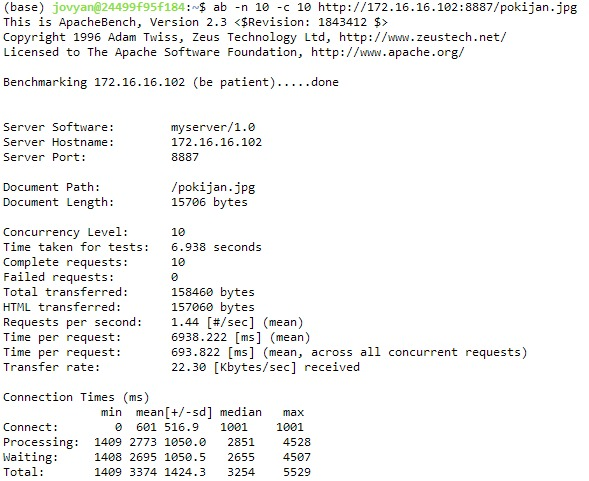 (base) jovyan@24499f95f184:~$ ab -n 10 -c 10 http://172.16.16.102:8887/pokijan.jpg
This is ApacheBench, Version 2.3 <$Revision: 1843412 $>
Copyright 1996 Adam Twiss, Zeus Technology Ltd, http://www.zeustech.net/
Licensed to The Apache Software Foundation, http://www.apache.org/

Benchmarking 172.16.16.102 (be patient).....done


Server Software:        myserver/1.0
Server Hostname:        172.16.16.102
Server Port:            8887

Document Path:          /pokijan.jpg
Document Length:        15706 bytes

Concurrency Level:      10
Time taken for tests:   6.938 seconds
Complete requests:      10
Failed requests:        0
Total transferred:      158460 bytes
HTML transferred:       157060 bytes
Requests per second:    1.44 [#/sec] (mean)
Time per request:       6938.222 [ms] (mean)
Time per request:       693.822 [ms] (mean, across all concurrent requests)
Transfer rate:          22.30 [Kbytes/sec] received

Connection Times (ms)
              min  mean[+/-sd] median   max
Connect:        0  601 516.9   1001    1001
Processing:  1409 2773 1050.0   2851    4528
Waiting:     1408 2695 1050.5   2655    4507
Total:       1409 3374 1424.3   3254    5529